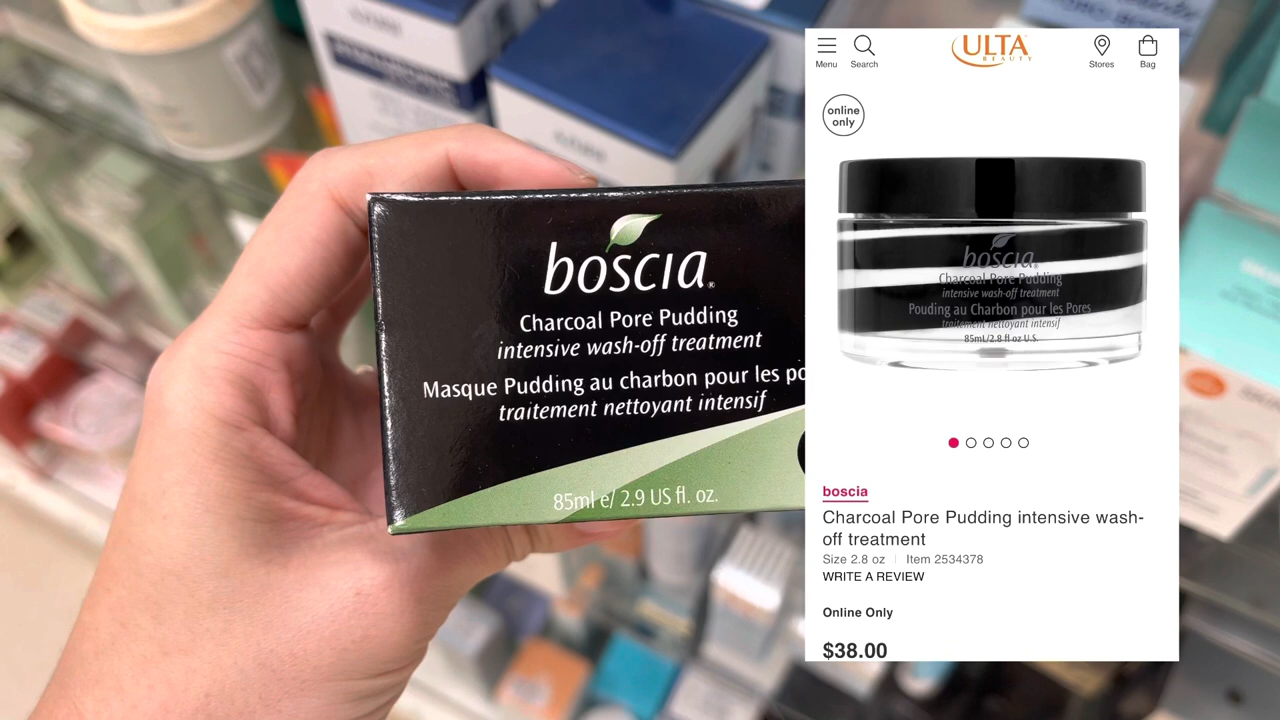 boscia®
Charcoal Pore Pudding
intensive wash-off treatment
Masque Pudding au charbon pour les po
traitement nettoyant intensif
85ml e/ 2.9 US fl. oz.
ULTA
BEAUTY
Menu
Search
Stores
Bag
online
only
boscia®
Charcoal Pore Pudding
intensive wash-off treatment
Pouding au Charbon pour les Pores
traitement nettoyant intensif
85mL/2.8 fl oz U.S.
boscia
Charcoal Pore Pudding intensive wash-
off treatment
Size 2.8 oz | Item 2534378
WRITE A REVIEW
Online Only
$38.00